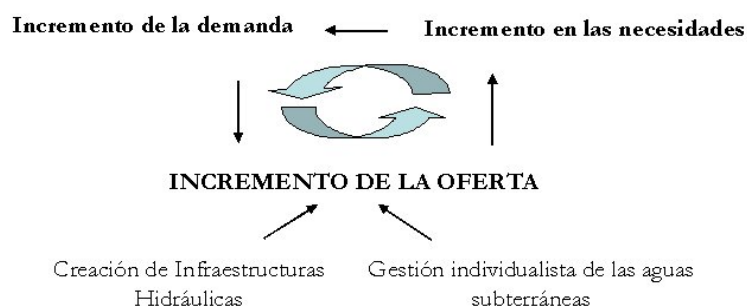 Incremento de la demanda
Incremento en las necesidades
INCREMENTO DE LA OFERTA
Creación de Infraestructuras
Hidráulicas
Gestión individualista de las aguas
subterráneas